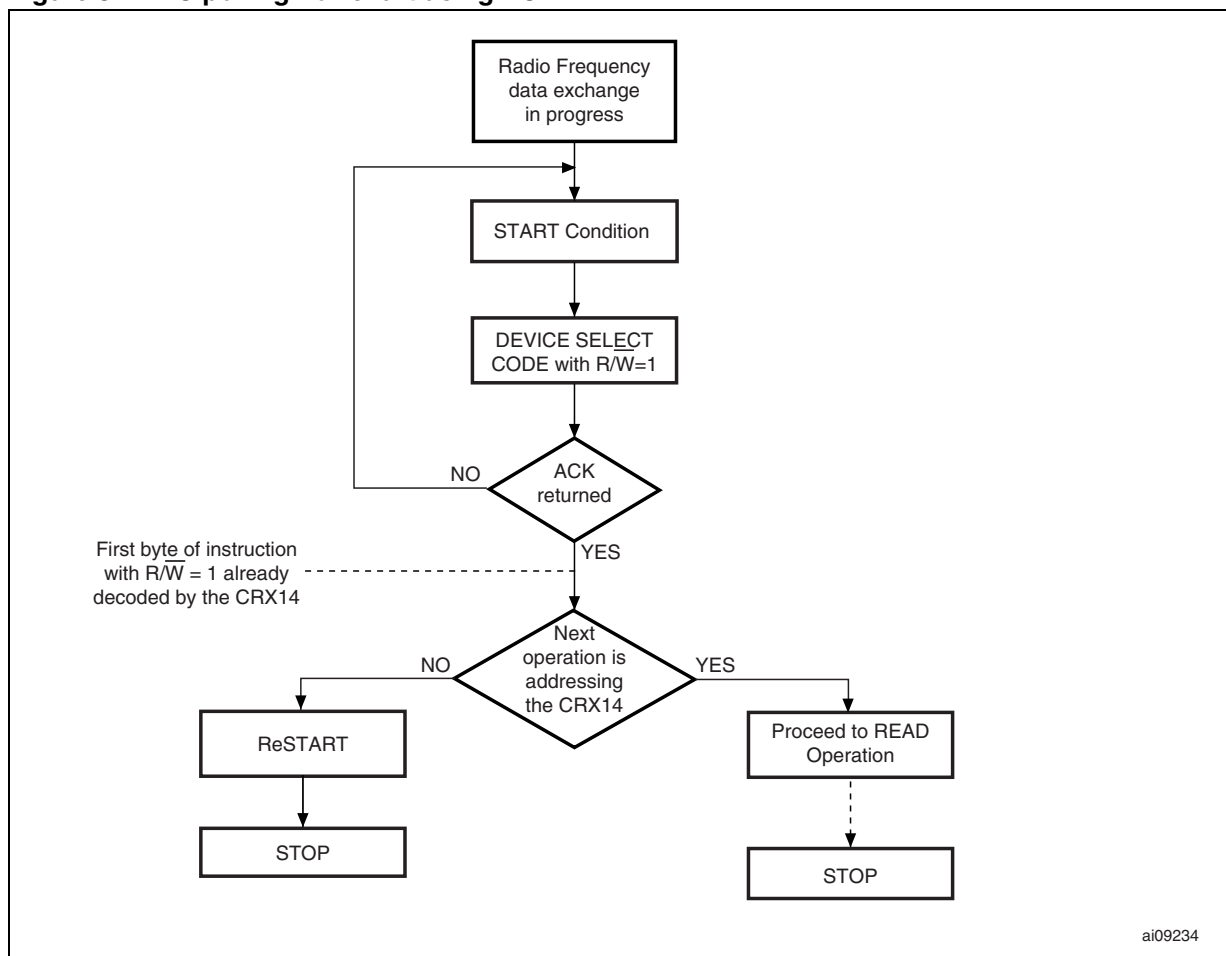 Radio Frequency
data exchange
in progress
START Condition
DEVICE SELECT
CODE with R/W̅=1
ACK
returned
NO
YES
First byte of instruction
with R/W̅ = 1 already
decoded by the CRX14
Next
operation is
addressing
the CRX14
NO
YES
ReSTART
Proceed to READ
Operation
STOP
STOP
ai09234